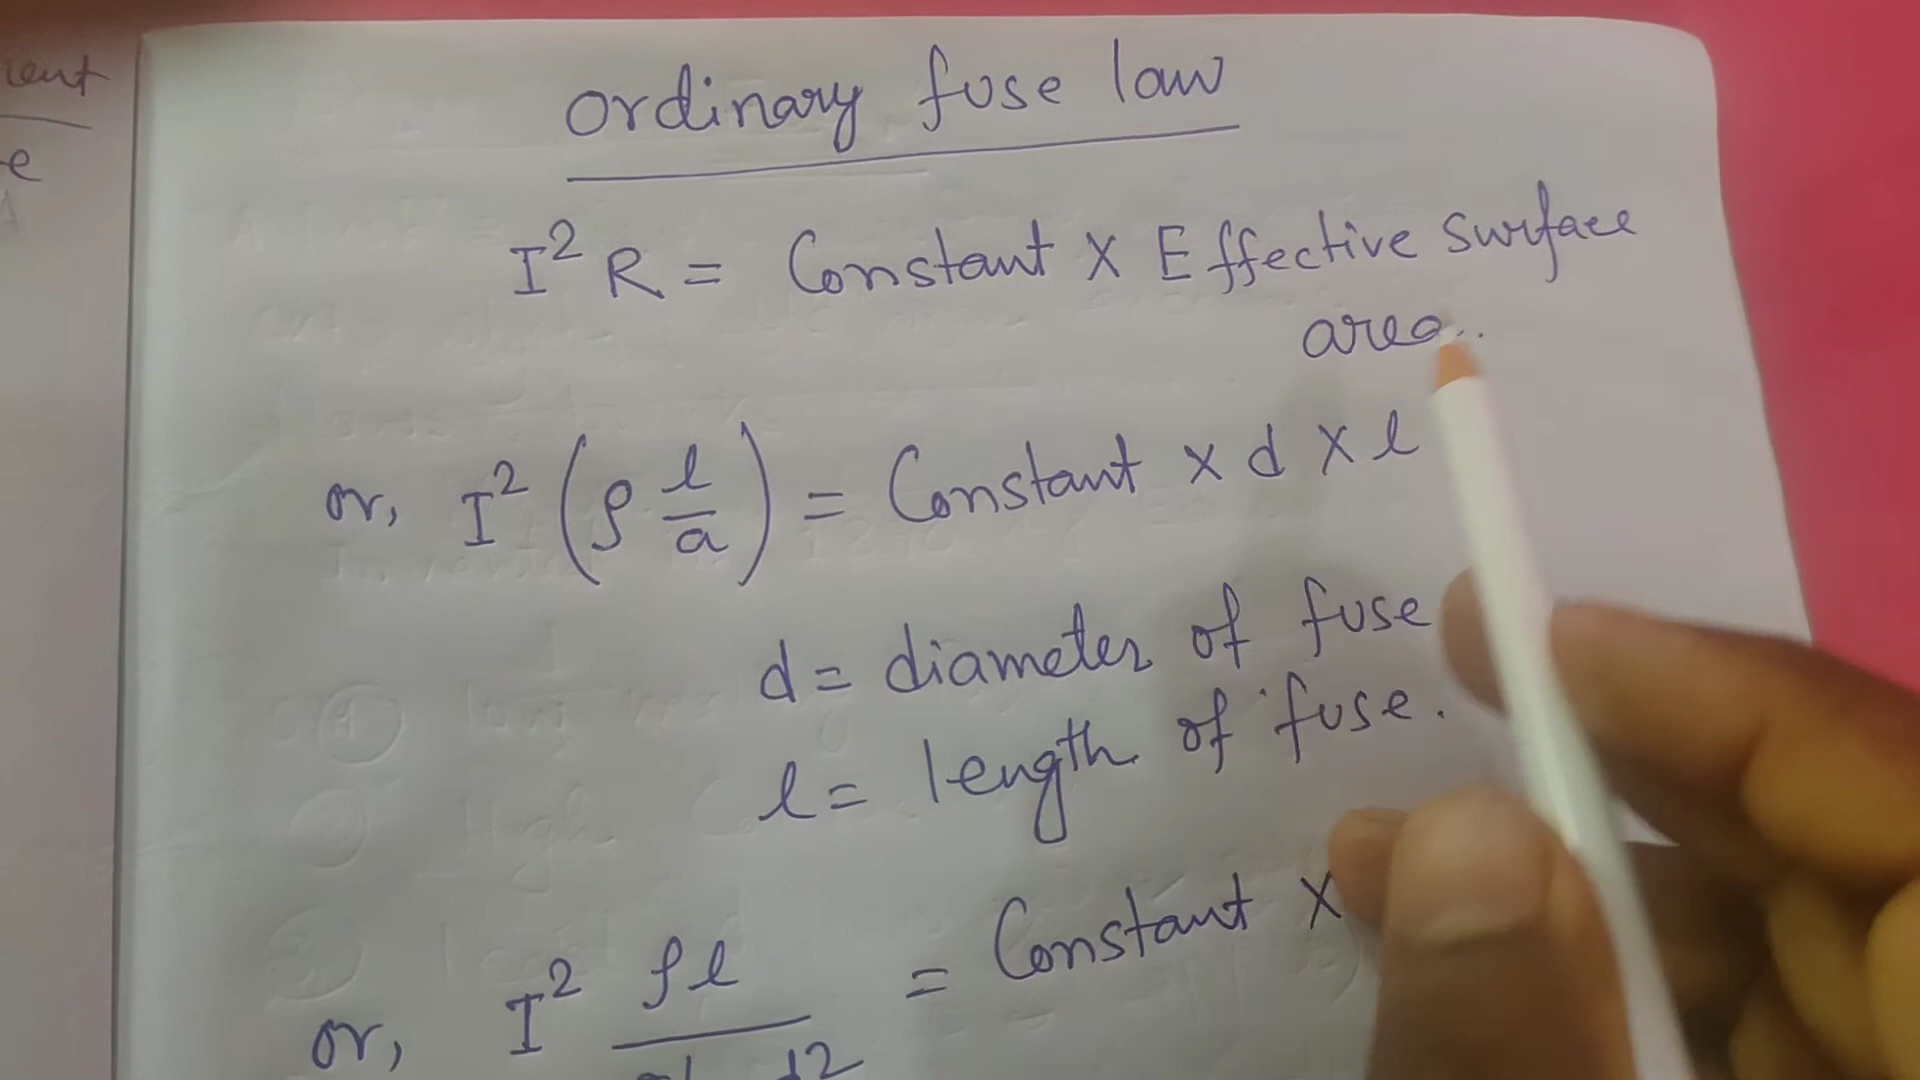 ordinary fuse law
I² R = Constant X Effective surface
area..
or, I² (ρ l/a) = Constant x d x l
d = diameter of fuse
l = length of fuse.
or, I² ρl = Constant X